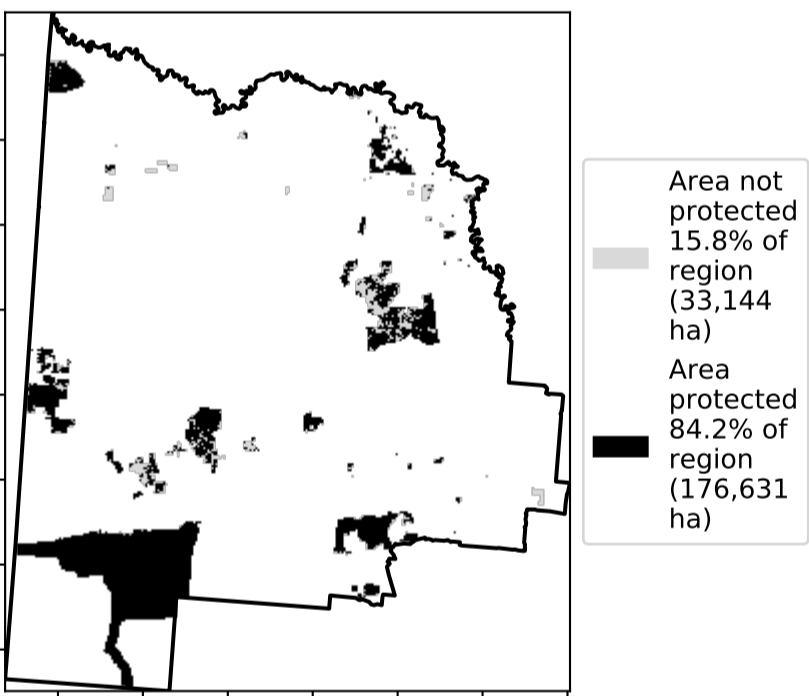 Area not
protected
15.8% of
region
(33,144
ha)
Area
protected
84.2% of
region
(176,631
ha)